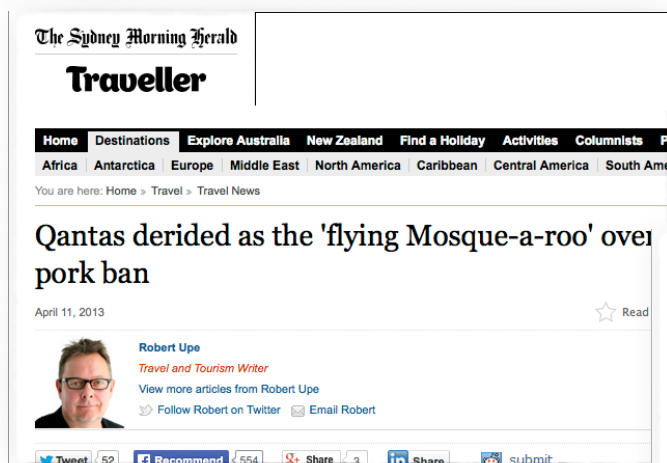 The Sydney Morning Herald
Traveller
Home Destinations Explore Australia New Zealand Find a Holiday Activities Columnists
Africa Antarctica Europe Middle East North America Caribbean Central America South Ame
You are here: Home » Travel » Travel News
Qantas derided as the 'flying Mosque-a-roo' over
pork ban
April 11, 2013
Read
Robert Upe
Travel and Tourism Writer
View more articles from Robert Upe
Follow Robert on Twitter Email Robert
Tweet 52 Recommend 554 Share 3 Share submit